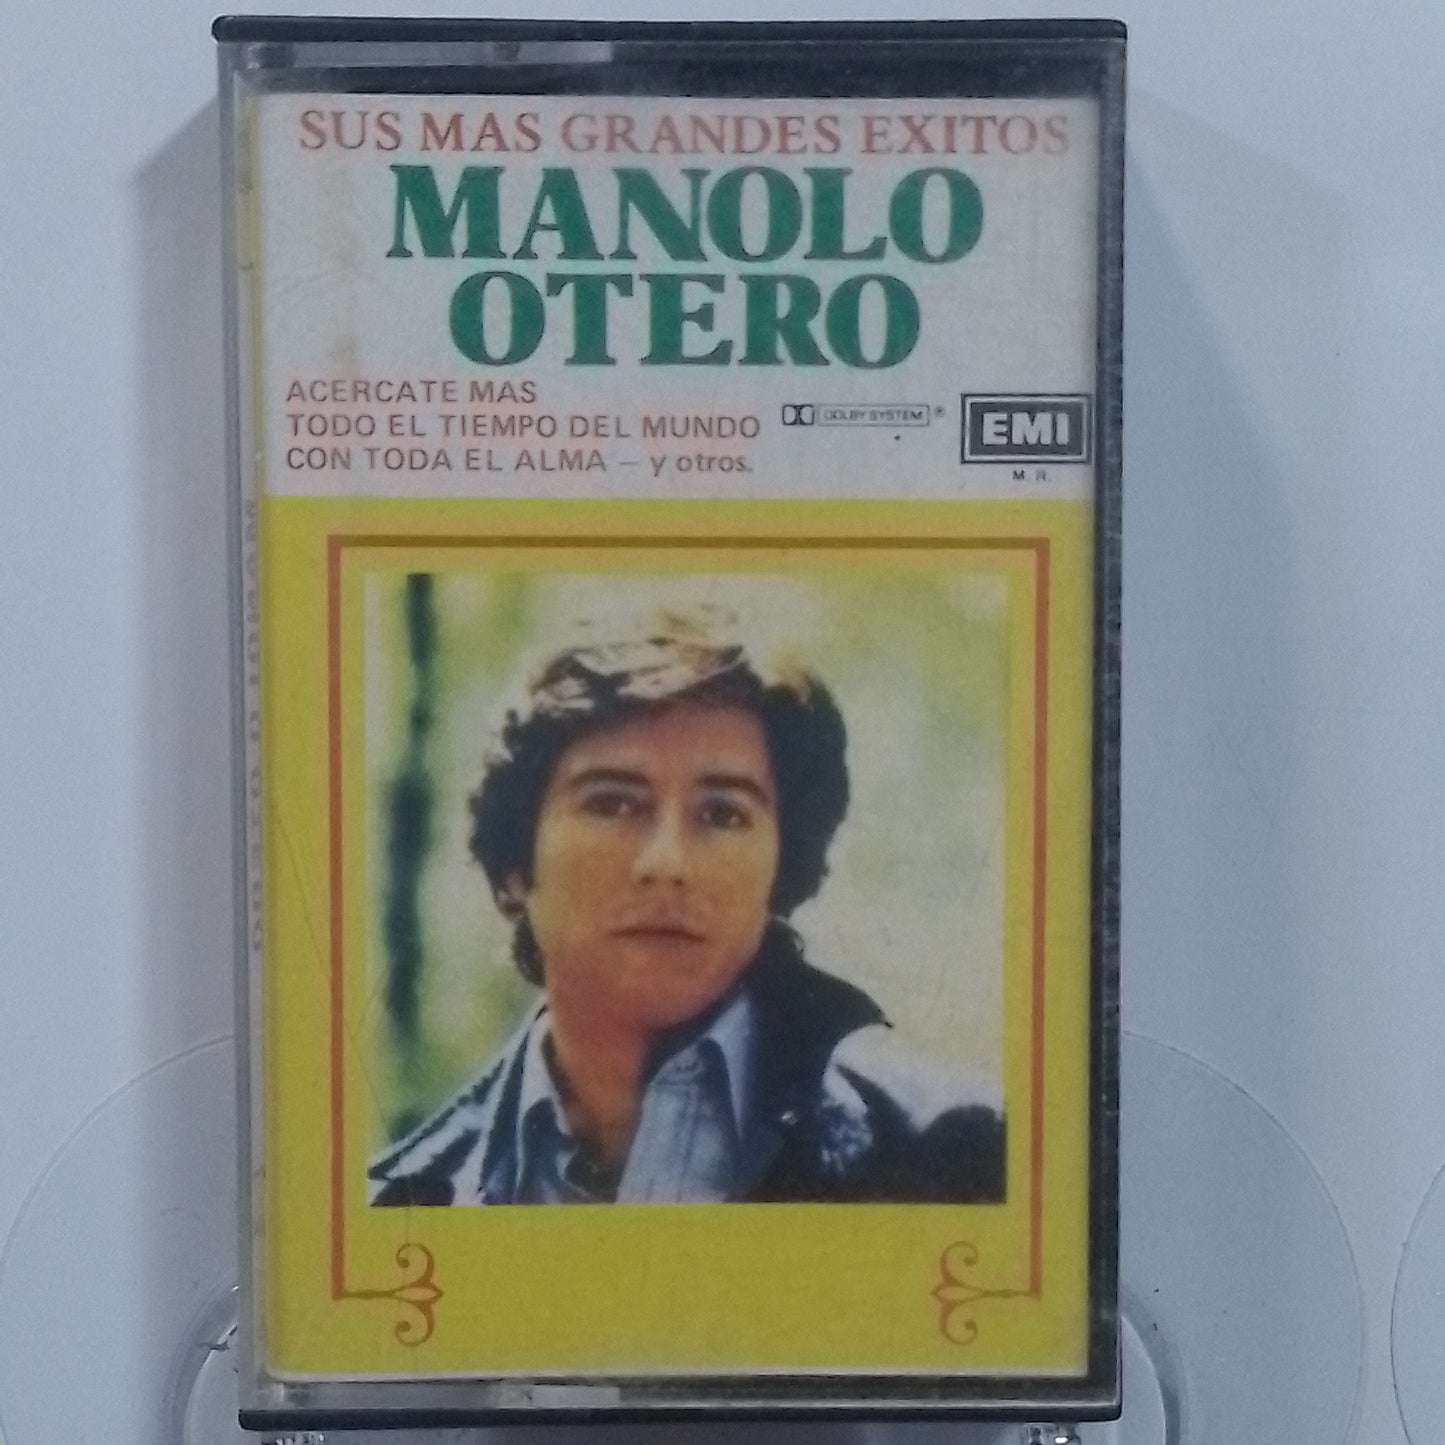 SUS MAS GRANDES EXITOS
MANOLO
OTERO
ACERCATE MAS
TODO EL TIEMPO DEL MUNDO
CON TODA EL ALMA – y otros.
DOLBY SYSTEM ®
EMI
M. R.